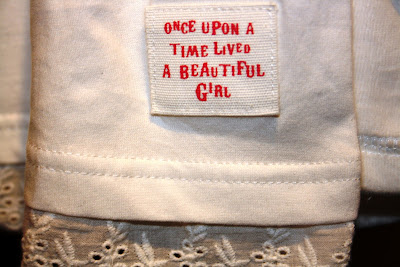 ONCE UPON A
TIME LIVED
A BEAUTIFUL
GIRL